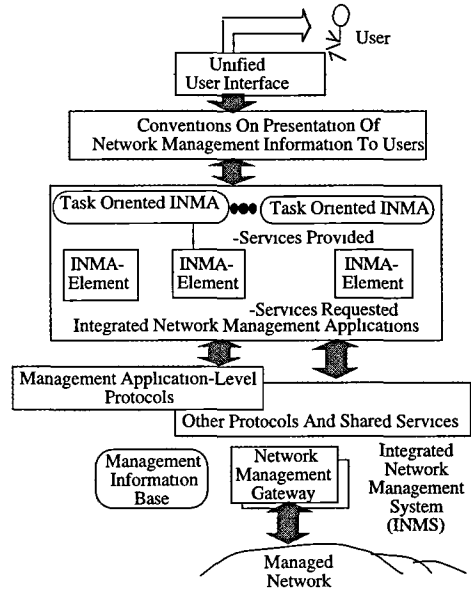 User
Unified
User Interface
Conventions On Presentation Of
Network Management Information To Users
Task Oriented INMA
Task Oriented INMA
-Services Provided
INMA-
Element
INMA-
Element
INMA-
Element
-Services Requested
Integrated Network Management Applications
Management Application-Level
Protocols
Other Protocols And Shared Services
Management
Information
Base
Network
Management
Gateway
Integrated
Network
Management
System
(INMS)
Managed
Network